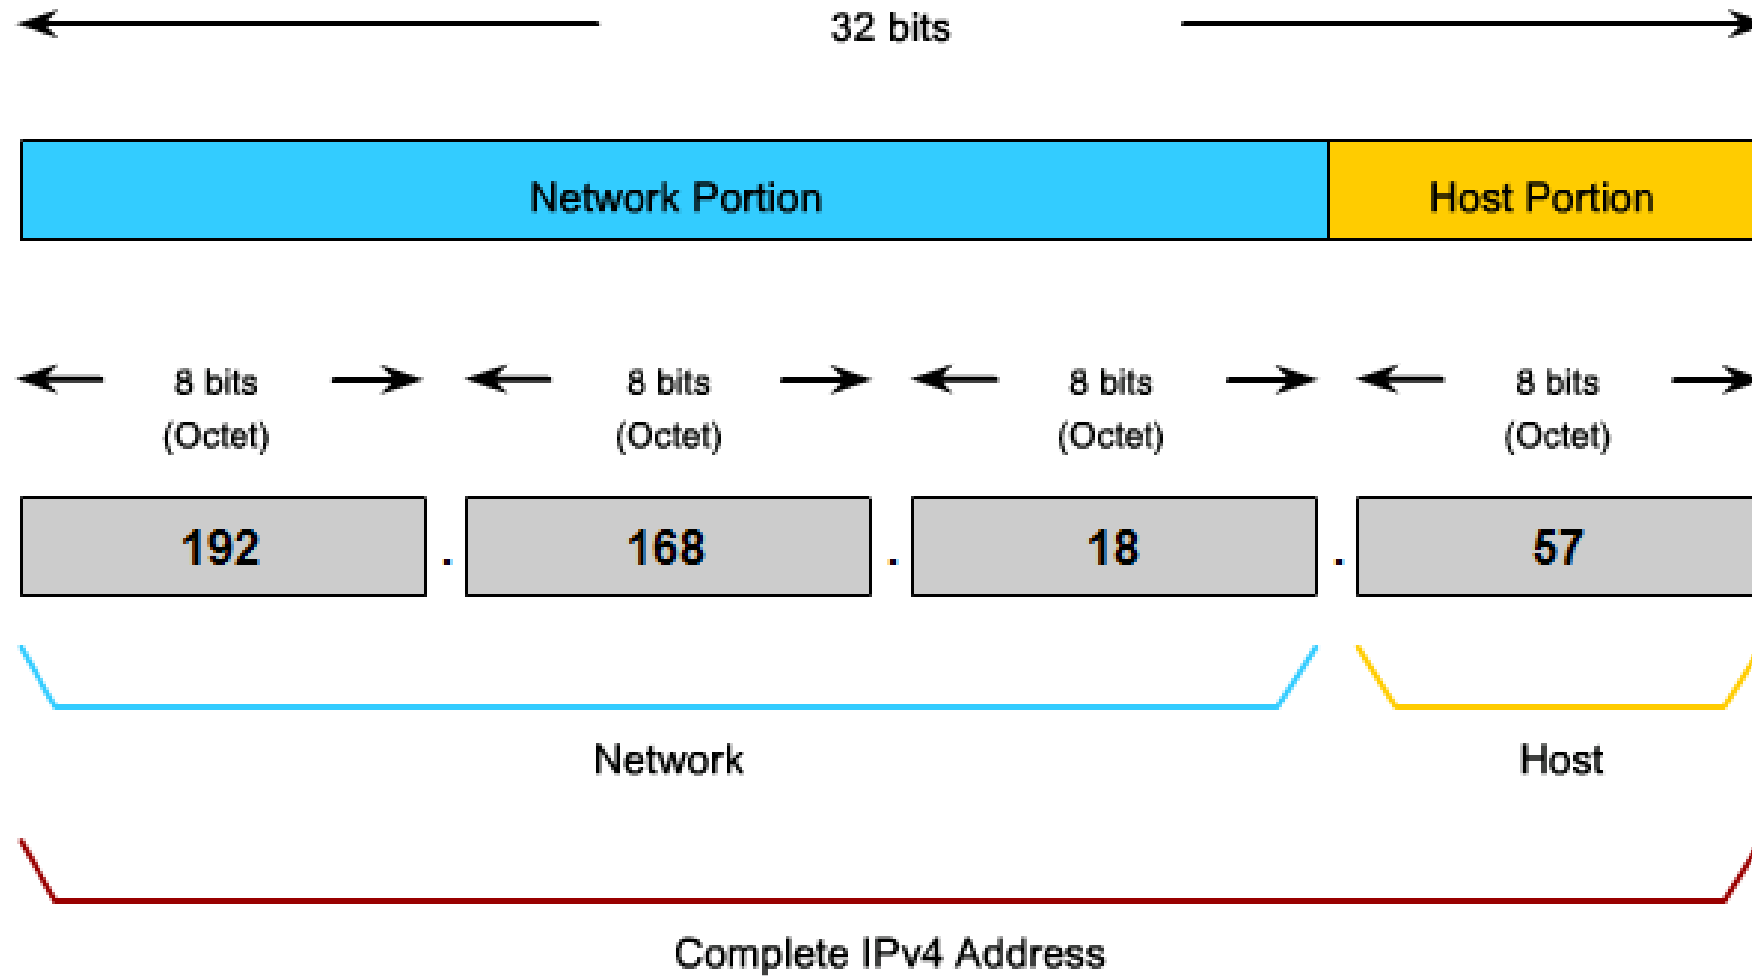 32 bits
Network Portion Host Portion
8 bits 8 bits 8 bits 8 bits
(Octet) (Octet) (Octet) (Octet)
192 . 168 . 18 . 57
Network Host
Complete IPv4 Address